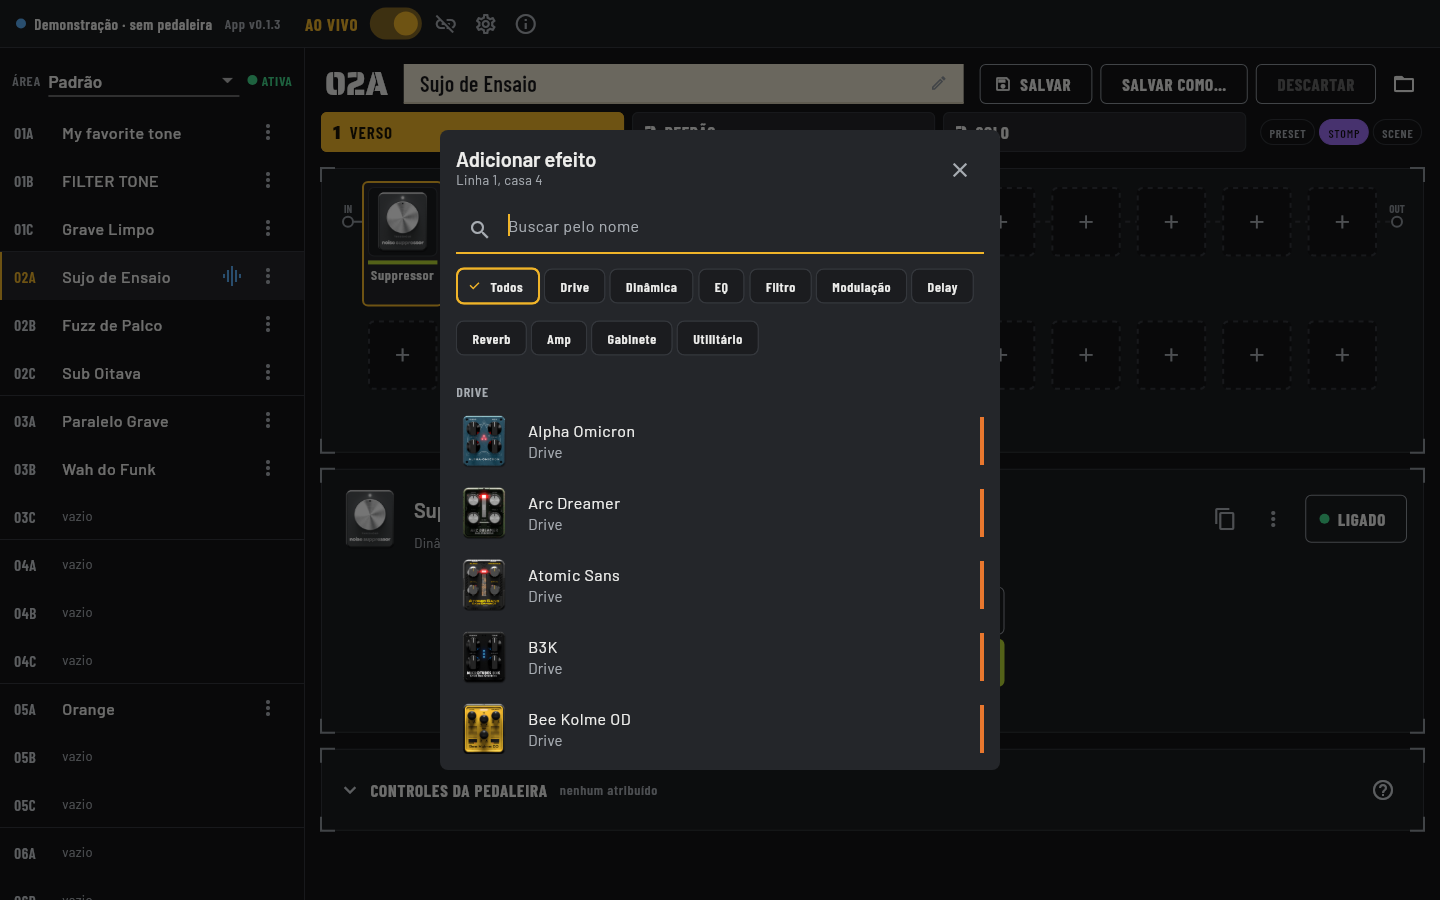 Demonstração · sem pedaleira App v0.1.3 AO VIVO
ÁREA Padrão ATIVA
02A Sujo de Ensaio SALVAR SALVAR COMO... DESCARTAR
1 VERSO
PRESET STOMP SCENE
01A My favorite tone
01B FILTER TONE
01C Grave Limpo
02A Sujo de Ensaio
02B Fuzz de Palco
02C Sub Oitava
03A Paralelo Grave
03B Wah do Funk
03C vazio
04A vazio
04B vazio
04C vazio
05A Orange
05B vazio
05C vazio
06A vazio
IN
Suppressor
OUT
LIGADO
CONTROLES DA PEDALEIRA nenhum atribuído
Adicionar efeito
Linha 1, casa 4
Buscar pelo nome
Todos Drive Dinâmica EQ Filtro Modulação Delay
Reverb Amp Gabinete Utilitário
DRIVE
Alpha Omicron
Drive
Arc Dreamer
Drive
Atomic Sans
Drive
B3K
Drive
Bee Kolme OD
Drive